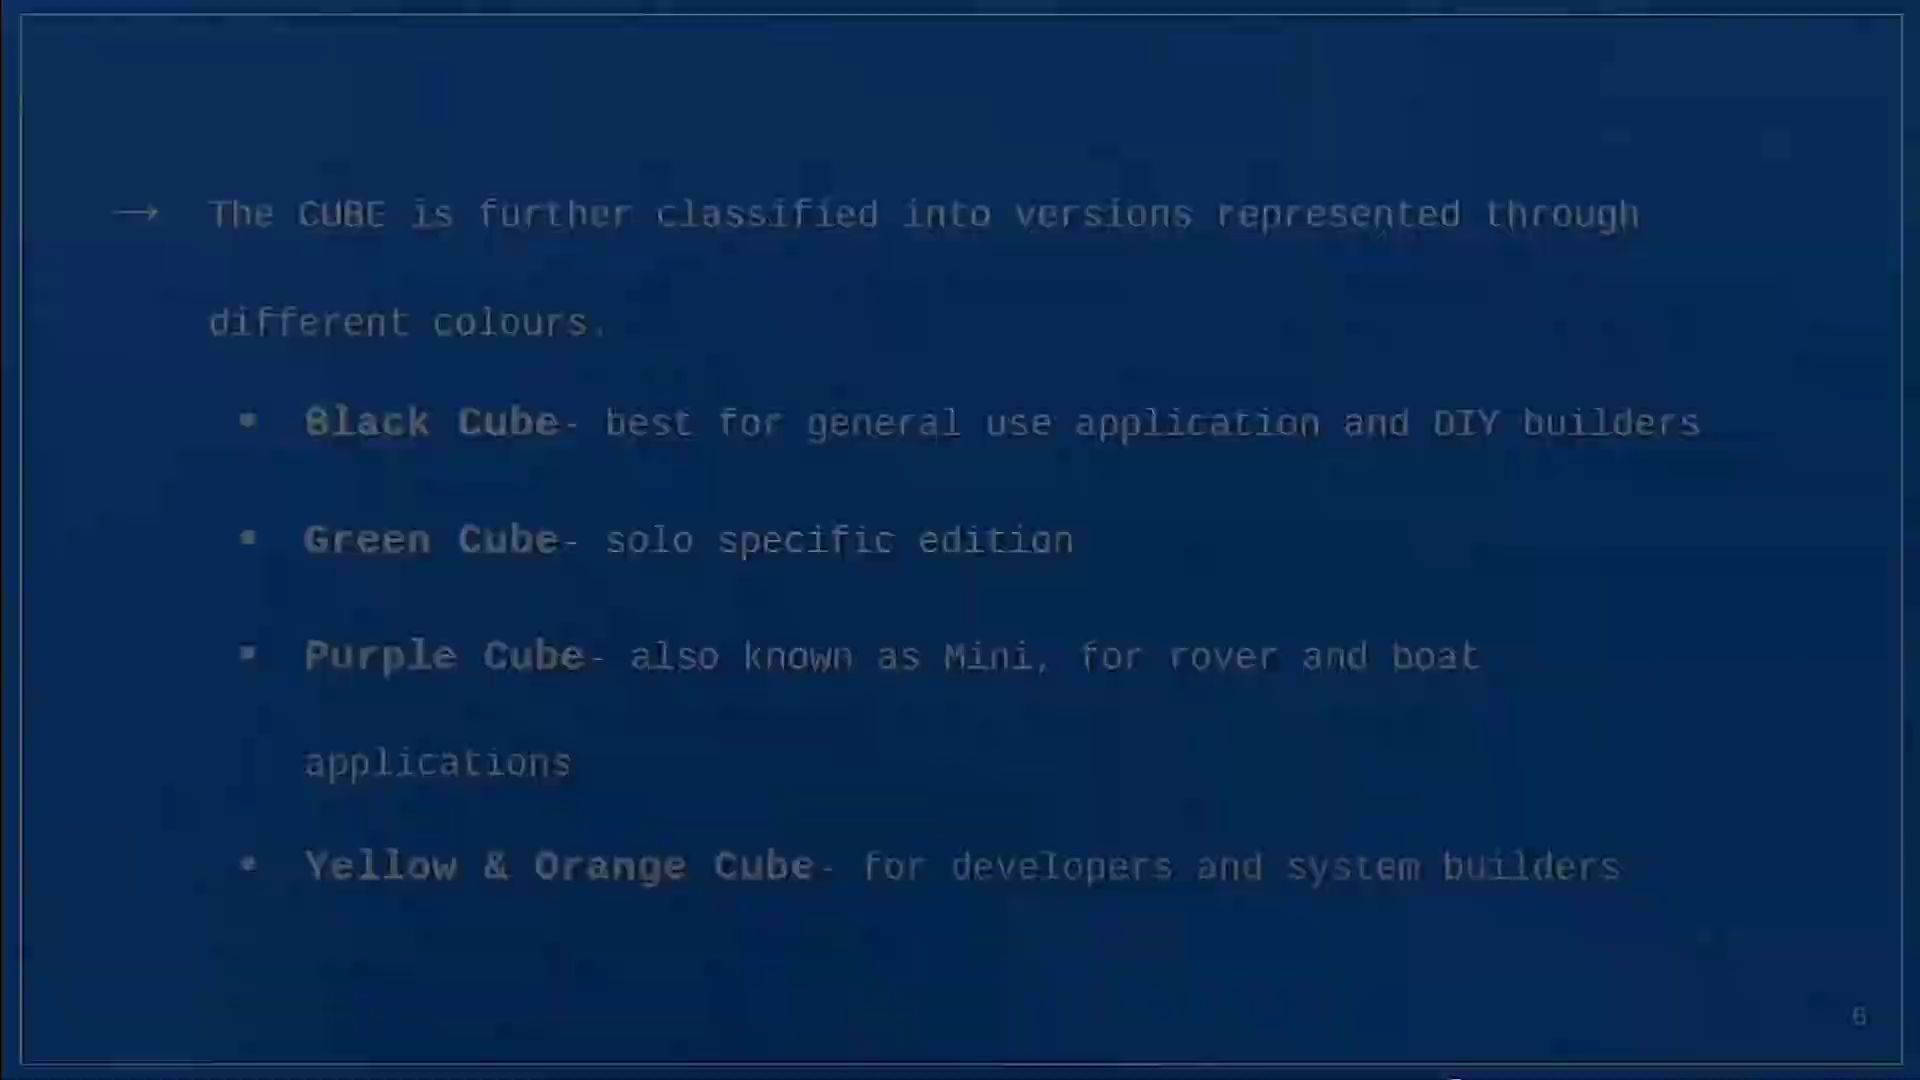 → The CUBE is further classified into versions represented through
different colours.
▪ Black Cube- best for general use application and DIY builders
▪ Green Cube- solo specific edition
▪ Purple Cube- also known as Mini, for rover and boat
applications
▪ Yellow & Orange Cube- for developers and system builders
6